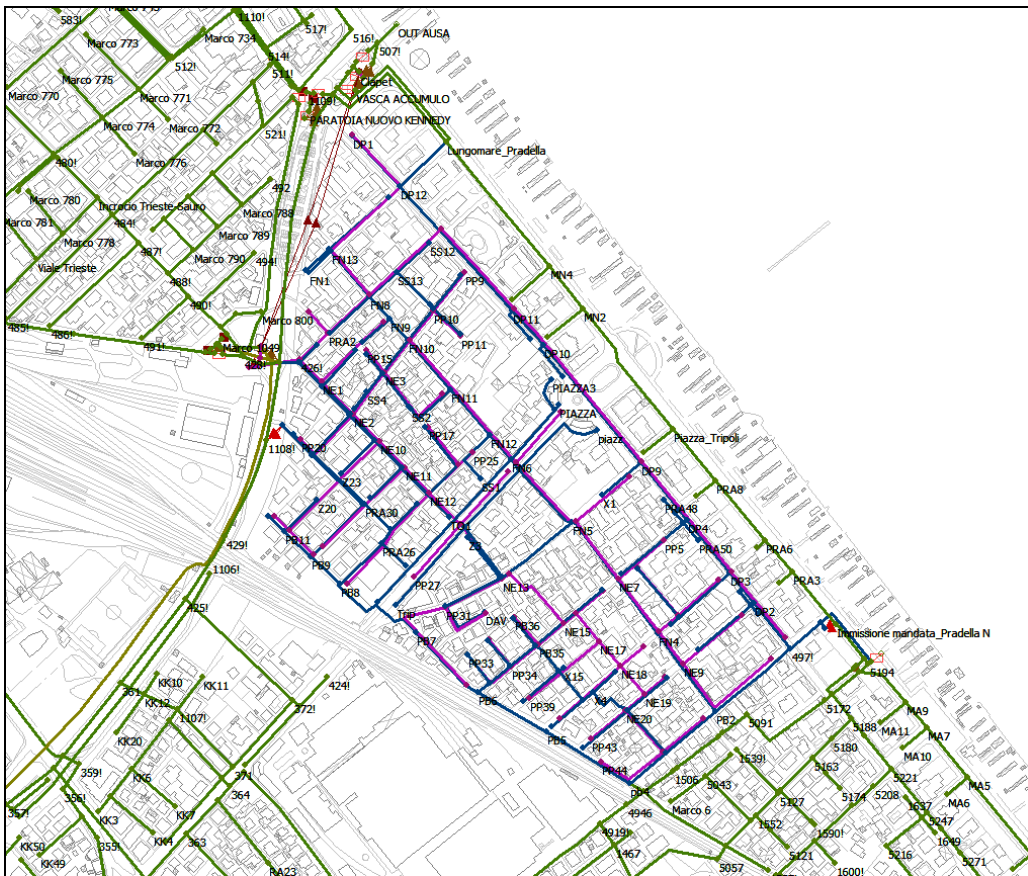 583!
Marco 734
1110!
517!
OUT AUSA
516!
507!
Marco 773
512!
514!
511!
Marco 770
Marco 775
Marco 771
Clapet
VASCA ACCUMULO
1109!
PARATOIA NUOVO KENNEDY
Marco 774
Marco 772
521!
DP1
Lungomare_Pradella
480!
Marco 776
492
DP12
Marco 780
Incrocio Trieste-Sauro
Marco 788
Marco 781
484!
Marco 789
Marco 778
487!
Marco 790
494!
SS12
FN13
Viale Trieste
488!
FN1
SS13
PP9
MN4
490!
FN8
485!
486!
Marco 800
FN9
PP10
DP11
MN2
491!
Marco 1049
PRA2
FN10
PP11
DP10
426!
PP15
NE3
NE1
SS4
FN11
PIAZZA3
NE2
SS2
PIAZZA
1108!
PP20
NE10
PP17
FN12
piazz
Piazza_Tripoli
Z23
NE11
PP25
FN6
DP9
SS1
PRA8
Z20
NE12
X1
PRA48
PRA30
429!
PB11
FN5
DP4
PRA26
Z3
PP5
PRA50
PRA6
1106!
PB9
PB8
PP27
NE13
NE7
DP3
PRA3
425!
PP31
DAV
PB36
DP2
PB7
NE15
FN4
Immissione mandata_Pradella N
NE17
PB35
497!
PP33
5194
361
KK10
KK11
424!
PP34
X15
NE18
NE9
KK12
PB6
PP39
X4
NE19
372!
5172
MA9
1107!
NE20
PB2
5091
5188
MA11
MA7
KK20
PB5
PP43
5180
MA10
359!
KK6
371
PP44
1539!
5163
5221
MA5
356!
364
pb4
1506
5043
5127
5174
5208
MA6
357!
KK3
KK7
4946
Marco 6
1637
5247
355!
KK4
363
4919!
1552
1590!
1649
KK50
KK49
RA23
1467
5057
5121
1600!
5216
5271